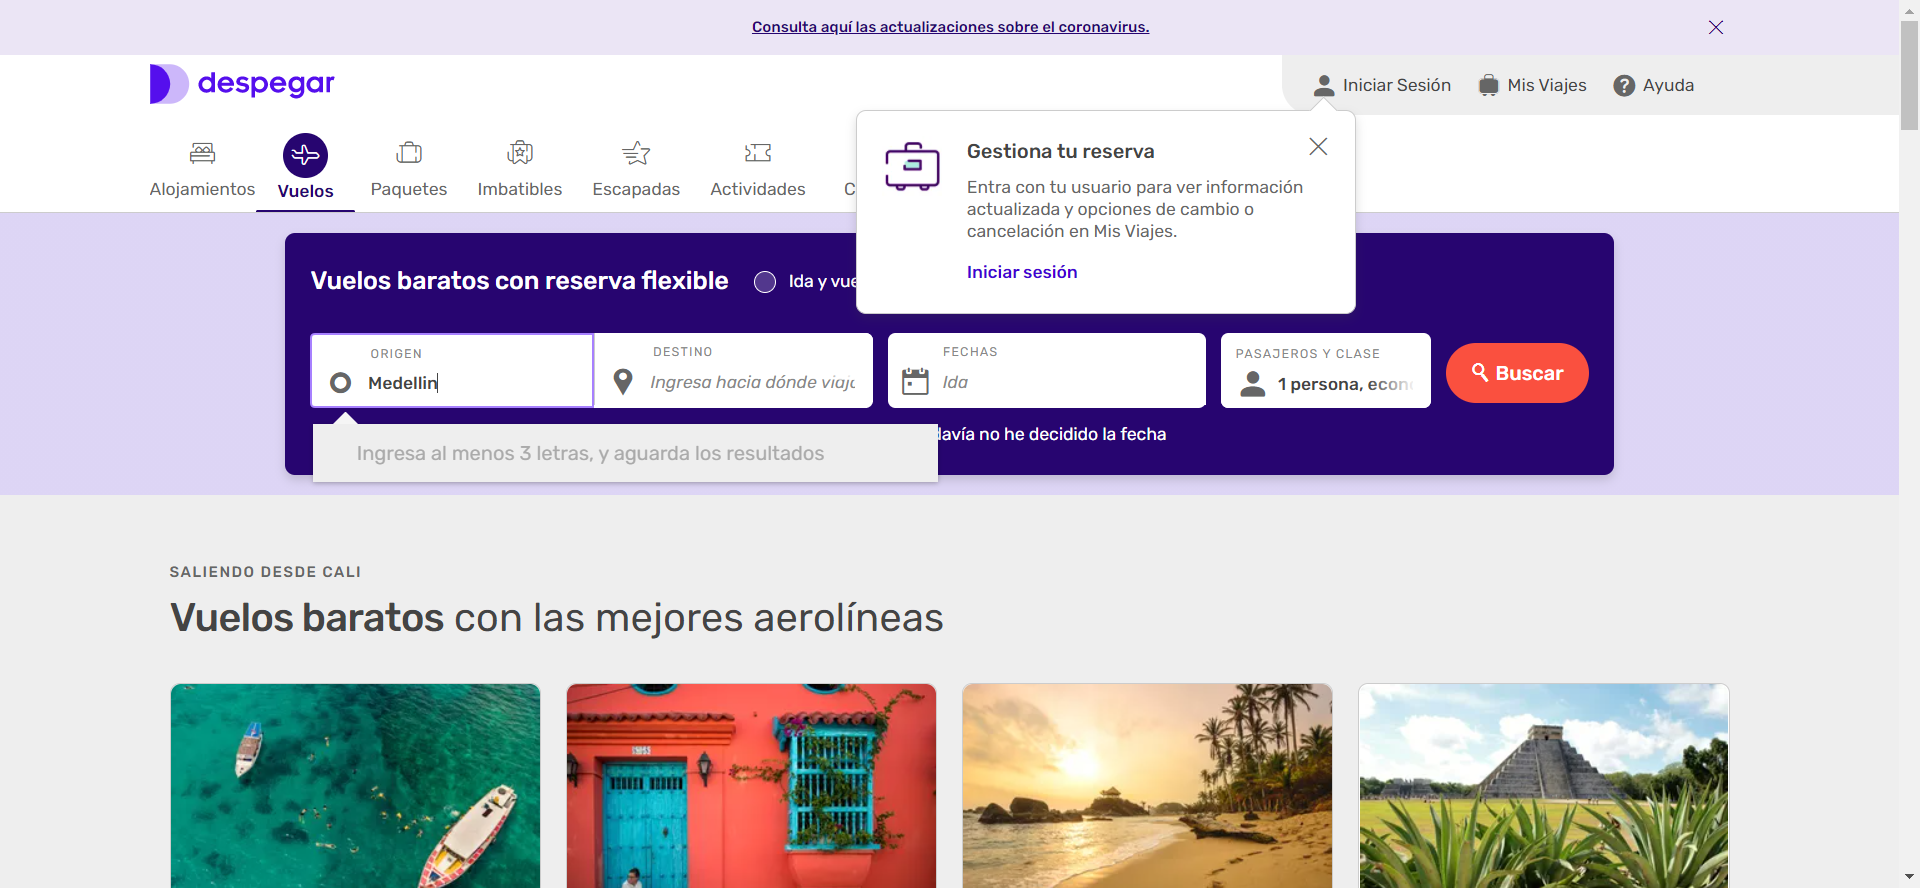 Consulta aquí las actualizaciones sobre el coronavirus.
despegar
Iniciar Sesión
Mis Viajes
Ayuda
Alojamientos
Vuelos
Paquetes
Imbatibles
Escapadas
Actividades
C
Gestiona tu reserva
Entra con tu usuario para ver información
actualizada y opciones de cambio o
cancelación en Mis Viajes.
Iniciar sesión
Vuelos baratos con reserva flexible
Ida y vue
ORIGEN
Medellin
DESTINO
Ingresa hacia dónde viaja
FECHAS
Ida
PASAJEROS Y CLASE
1 persona, econ
Buscar
davía no he decidido la fecha
Ingresa al menos 3 letras, y aguarda los resultados
SALIENDO DESDE CALI
Vuelos baratos con las mejores aerolíneas